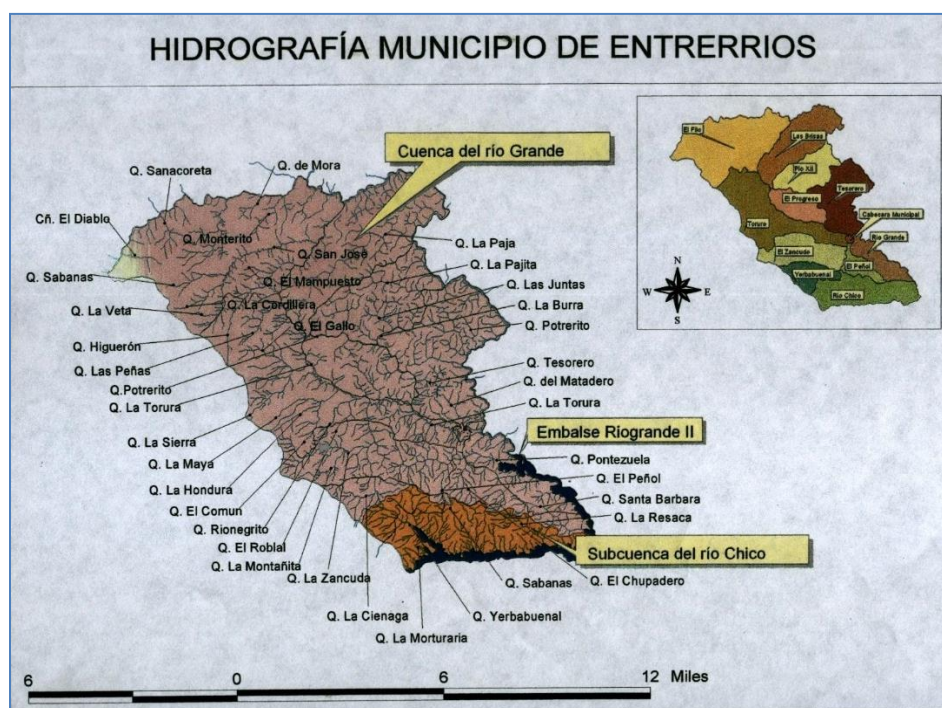 HIDROGRAFÍA MUNICIPIO DE ENTRERRIOS
Cuenca del río Grande
Q. de Mora
Q. Sanacoreta
Cñ. El Diablo
Q. Monterito
Q. San José
Q. La Paja
Q. Sabanas
Q. El Mampuesto
Q. La Pajita
Q. Las Juntas
Q. La Veta
Q. La Cordillera
Q. La Burra
Q. El Gallo
Q. Potrerito
Q. Higuerón
Q. Las Peñas
Q. Tesorero
Q.Potrerito
Q. del Matadero
Q. La Torura
Q. La Torura
Q. La Sierra
Embalse Riogrande II
Q. La Maya
Q. Pontezuela
Q. El Peñol
Q. La Hondura
Q. Santa Barbara
Q. El Comun
Q. La Resaca
Q. Rionegrito
Q. El Roblal
Subcuenca del río Chico
Q. La Montañita
Q. La Zancuda
Q. Sabanas
Q. El Chupadero
Q. La Cienaga
Q. Yerbabuenal
Q. La Morturaria
El Filo
Las Brisas
Rio Xil
Tesorero
El Progreso
Cabecera Municipal
Torura
Rio Grande
El Zancudo
El Peñol
Yerbabuenal
Rio Chico
N
W
E
S
6
0
6
12
Miles